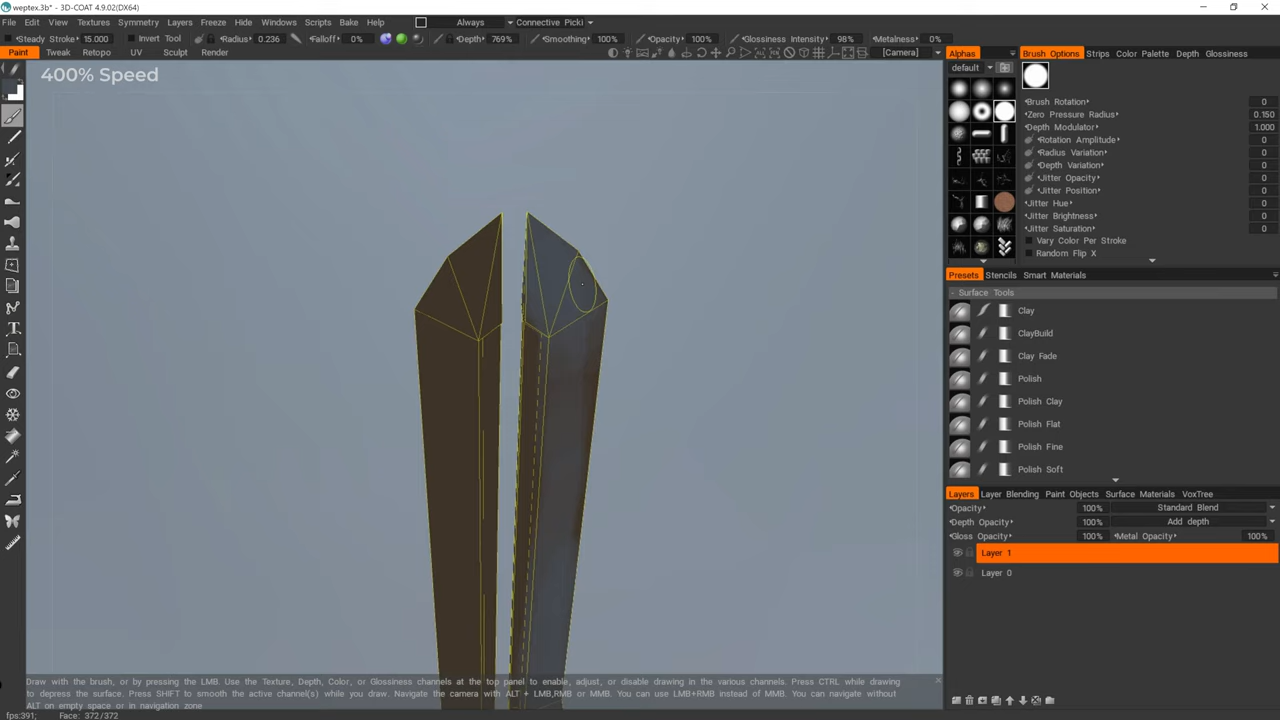 weptex.3b* - 3D-COAT 4.9.02(DX64)
File Edit View Textures Symmetry Layers Freeze Hide Windows Scripts Bake Help Always Connective Picki
Steady Stroke 15.000 Invert Tool Radius 0.236 Falloff 0% Depth 769% Smoothing 100% Opacity 100% Glossiness Intensity 98% Metalness 0%
Paint Tweak Retopo UV Sculpt Render [Camera]
400% Speed
Alphas
default
Brush Options Strips Color Palette Depth Glossiness
Brush Rotation 0
Zero Pressure Radius 0.150
Depth Modulator 1.000
Rotation Amplitude 0
Radius Variation 0
Depth Variation 0
Jitter Opacity 0
Jitter Position 0
Jitter Hue 0
Jitter Brightness 0
Jitter Saturation 0
Vary Color Per Stroke
Random Flip X
Presets Stencils Smart Materials
- Surface Tools
Clay
ClayBuild
Clay Fade
Polish
Polish Clay
Polish Flat
Polish Fine
Polish Soft
Layers Layer Blending Paint Objects Surface Materials VoxTree
Opacity 100% Standard Blend
Depth Opacity 100% Add depth
Gloss Opacity 100% Metal Opacity 100%
Layer 1
Layer 0
Draw with the brush, or by pressing the LMB. Use the Texture, Depth, Color, or Glossiness channels at the top panel to enable, adjust, or disable drawing in the various channels. Press CTRL while drawing
to depress the surface. Press SHIFT to smooth the active channel(s) while you draw. Navigate the camera with ALT + LMB,RMB or MMB. You can use LMB+RMB instead of MMB. You can navigate without
ALT on empty space or in navigation zone
fps:391; Face: 372/372